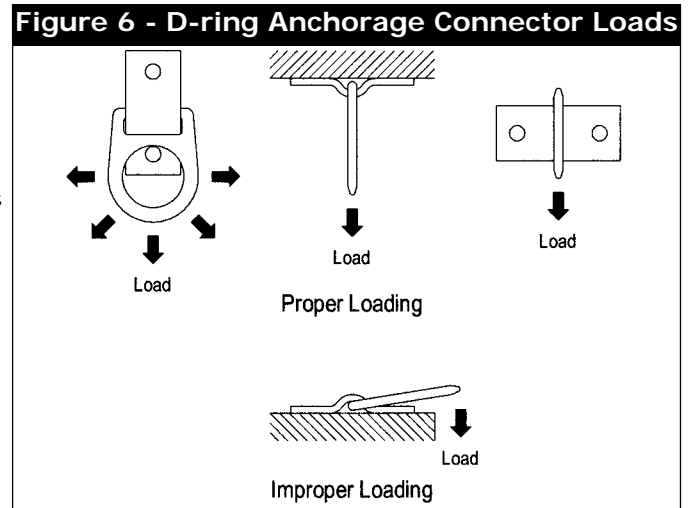 Figure 6 - D-ring Anchorage Connector Loads
s
Load
Load
Load
Proper Loading
Load
Improper Loading